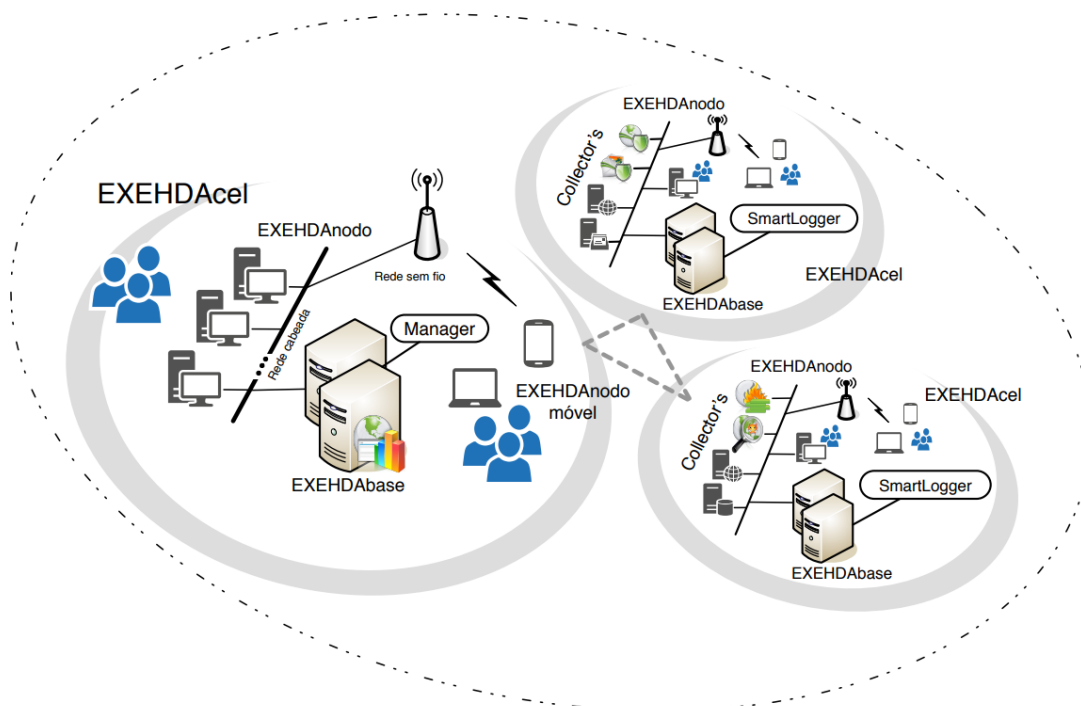 EXEHDAcel
EXEHDAnodo
Rede sem fio
Rede cabeada
Manager
EXEHDAnodo
móvel
EXEHDAbase
EXEHDAnodo
Collector's
SmartLogger
EXEHDAcel
EXEHDAbase
EXEHDAnodo
EXEHDAcel
Collector's
SmartLogger
EXEHDAbase